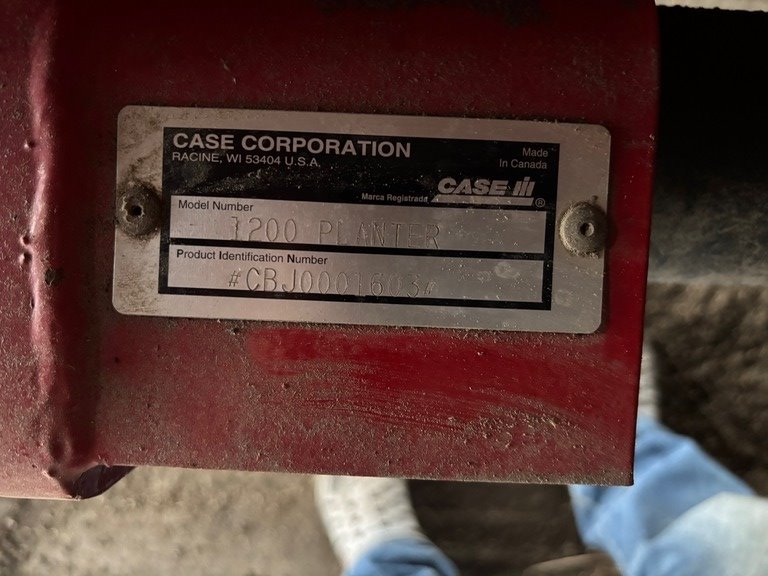 CASE CORPORATION
RACINE, WI 53404 U.S.A.
Made
In Canada
Marca Registrada
CASE IH ®
Model Number
1200 PLANTER
Product Identification Number
#CBJ0001603#